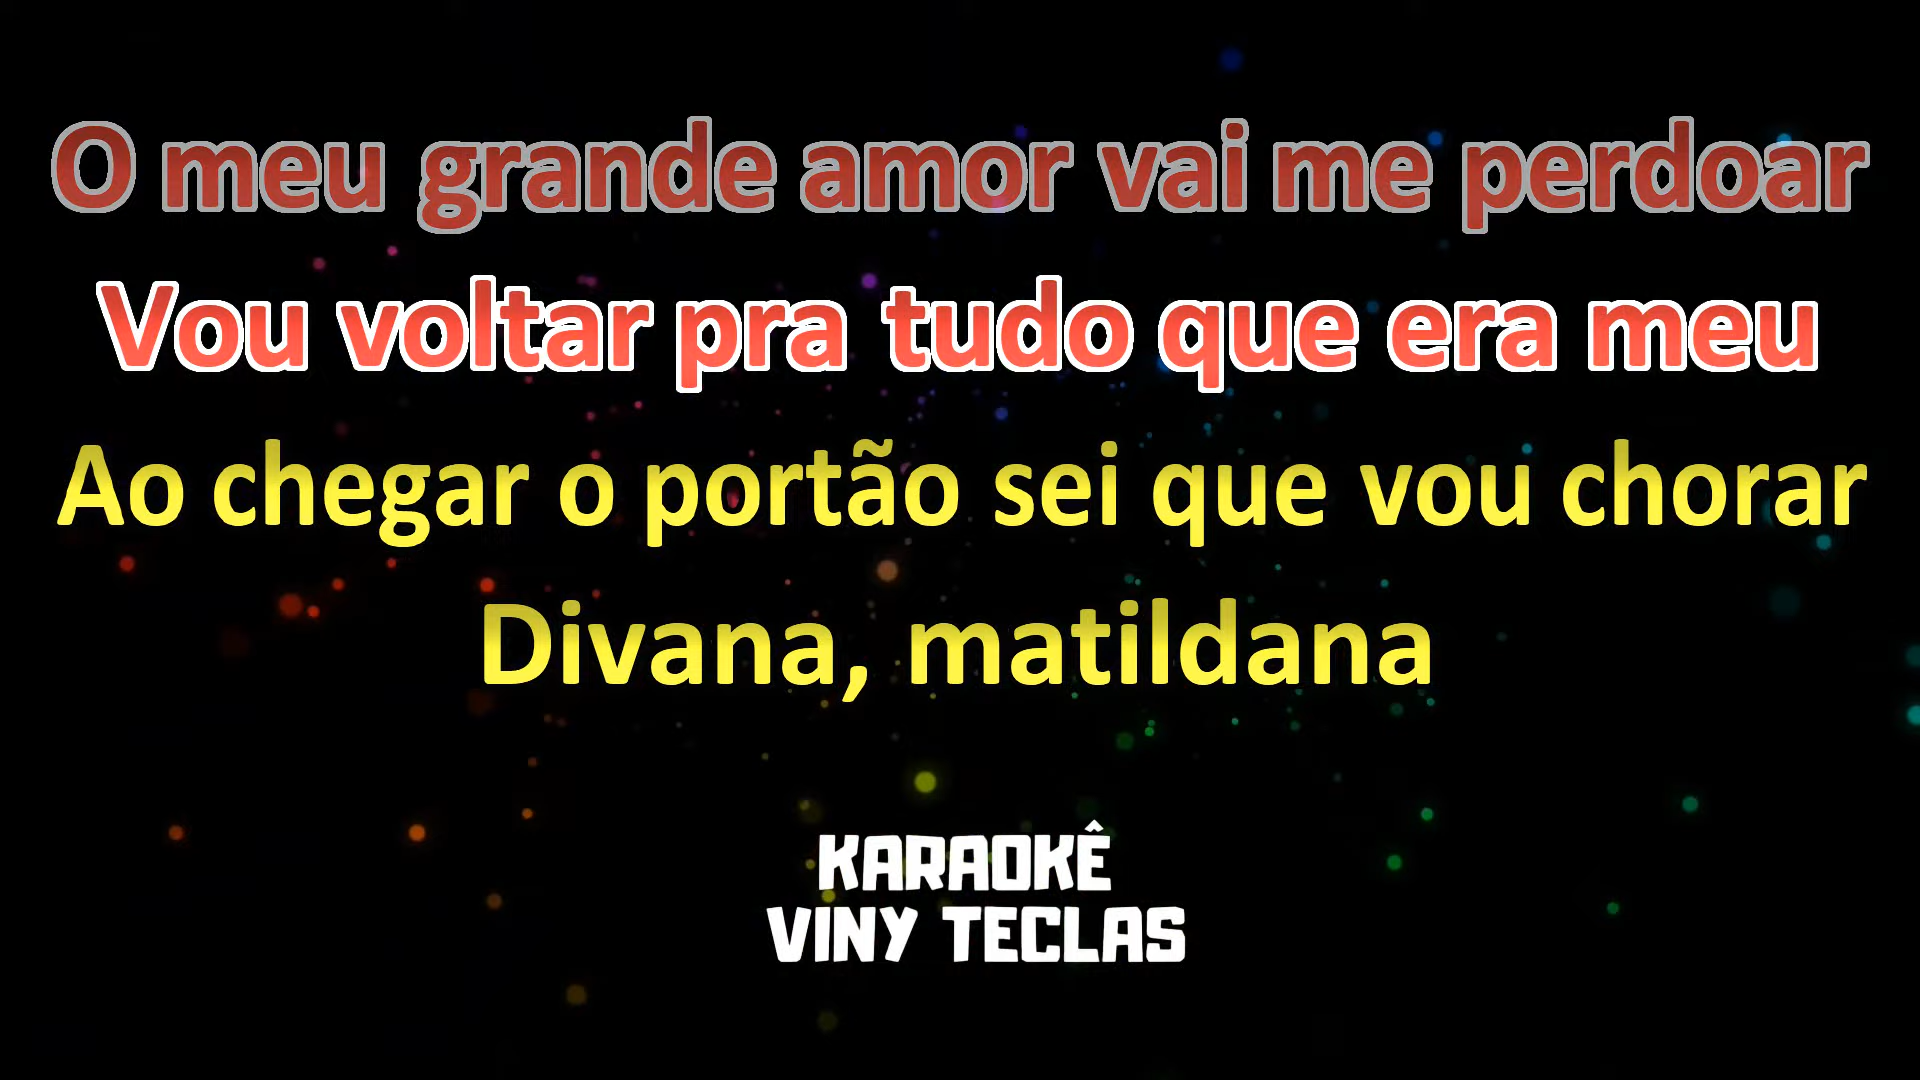 O meu grande amor vai me perdoar
Vou voltar pra tudo que era meu
Ao chegar o portão sei que vou chorar
Divana, matildana
KARAOKÊ
VINY TECLAS